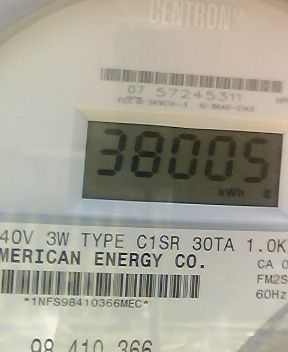 CENTRON®
07 57245311
38005
kWh
40V 3W TYPE C1SR 30TA 1.0K
MERICAN ENERGY CO.
CA 0
FM2S
60Hz
*1NFS98410366MEC*
98 410 366